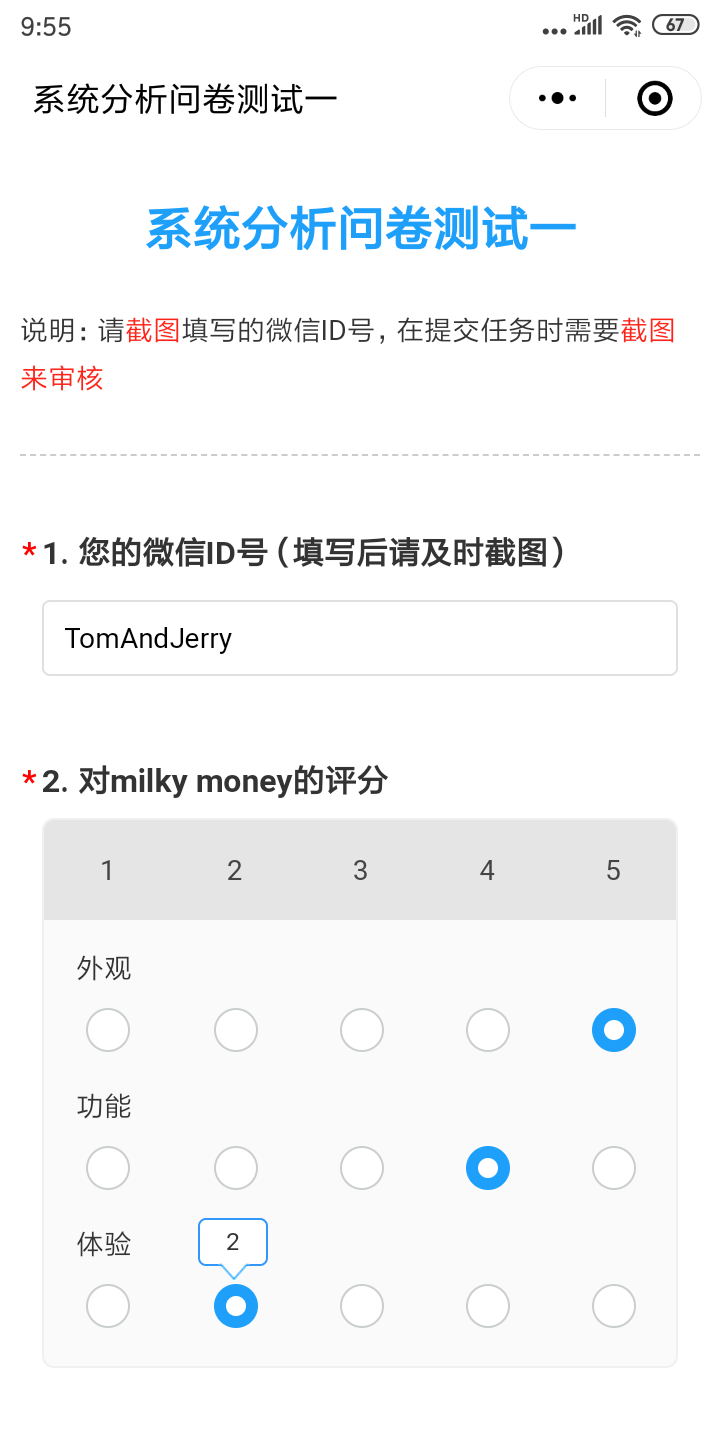 9:55
HD
67
系统分析问卷测试一
系统分析问卷测试一
说明：请截图填写的微信ID号，在提交任务时需要截图
来审核
*1. 您的微信ID号（填写后请及时截图）
TomAndJerry
*2. 对milky money的评分
1 2 3 4 5
外观
功能
体验
2